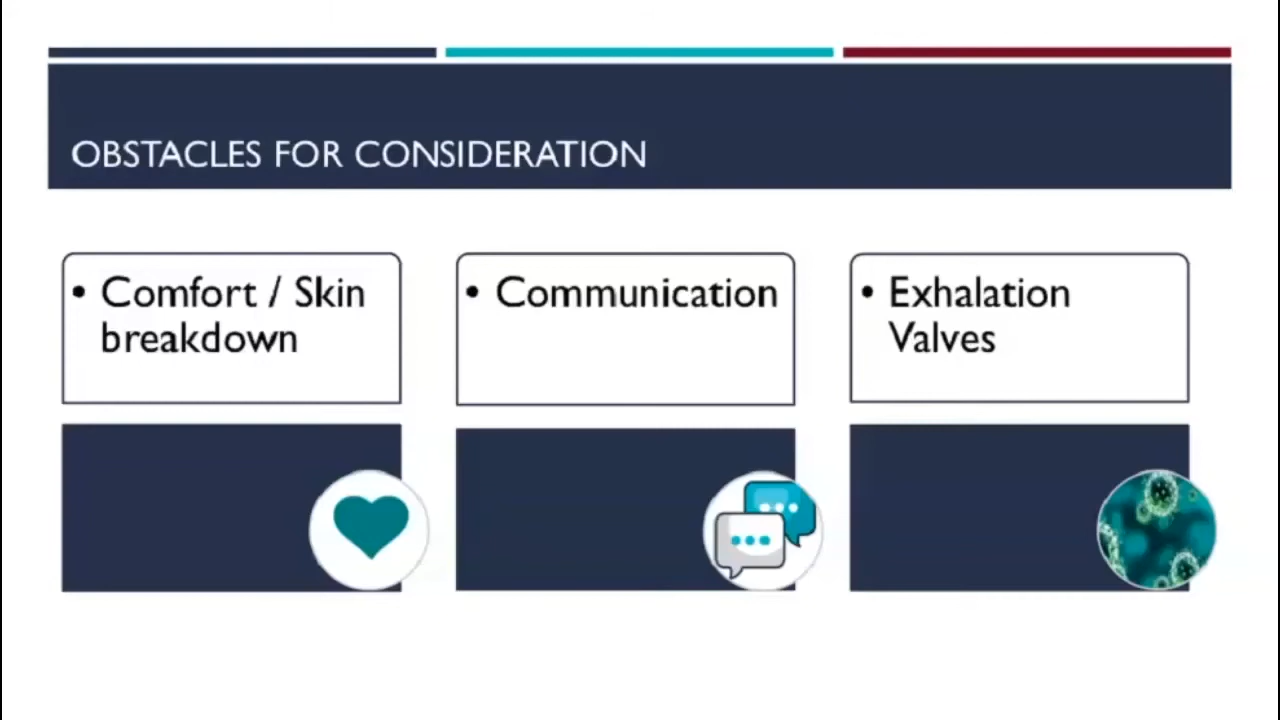 OBSTACLES FOR CONSIDERATION
• Comfort / Skin
breakdown
• Communication
• Exhalation
Valves